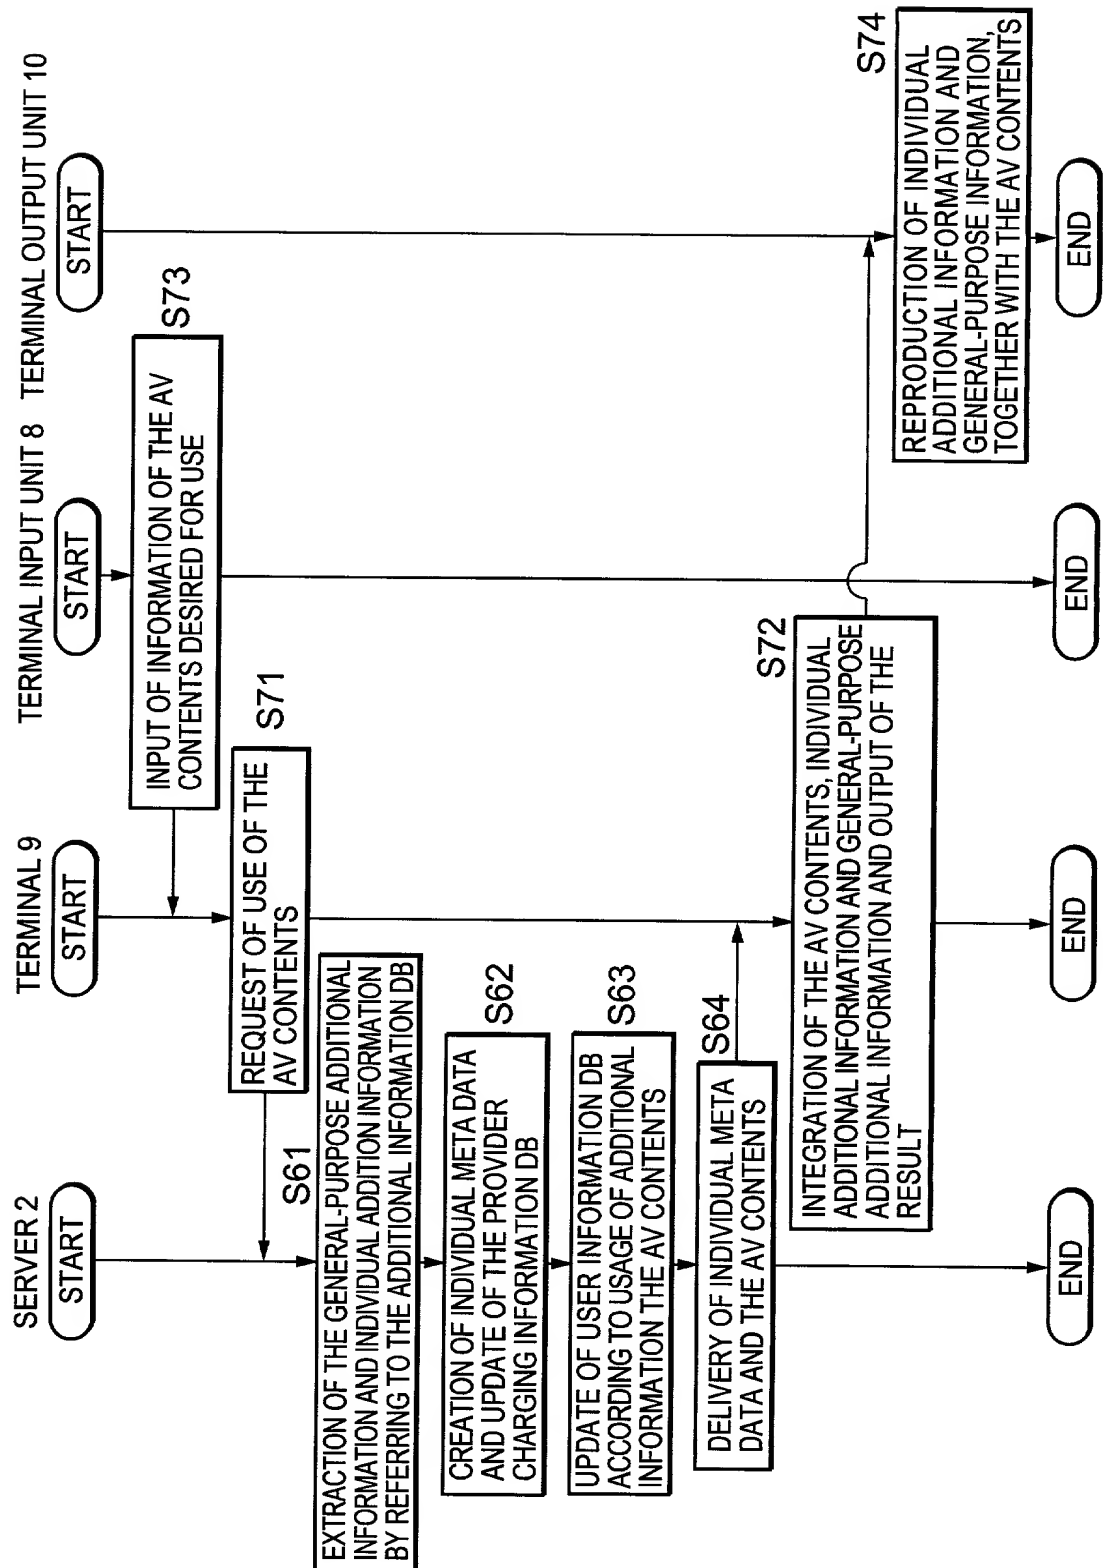 SERVER 2
START
S61
EXTRACTION OF THE GENERAL-PURPOSE ADDITIONAL
INFORMATION AND INDIVIDUAL ADDITION INFORMATION
BY REFERRING TO THE ADDITIONAL INFORMATION DB
S62
CREATION OF INDIVIDUAL META DATA
AND UPDATE OF THE PROVIDER
CHARGING INFORMATION DB
S63
UPDATE OF USER INFORMATION DB
ACCORDING TO USAGE OF ADDITIONAL
INFORMATION THE AV CONTENTS
S64
DELIVERY OF INDIVIDUAL META
DATA AND THE AV CONTENTS
END
TERMINAL 9
START
S71
REQUEST OF USE OF THE
AV CONTENTS
S72
INTEGRATION OF THE AV CONTENTS, INDIVIDUAL
ADDITIONAL INFORMATION AND GENERAL-PURPOSE
ADDITIONAL INFORMATION AND OUTPUT OF THE
RESULT
END
TERMINAL INPUT UNIT 8
START
S73
INPUT OF INFORMATION OF THE AV
CONTENTS DESIRED FOR USE
END
TERMINAL OUTPUT UNIT 10
START
S74
REPRODUCTION OF INDIVIDUAL
ADDITIONAL INFORMATION AND
GENERAL-PURPOSE INFORMATION,
TOGETHER WITH THE AV CONTENTS
END